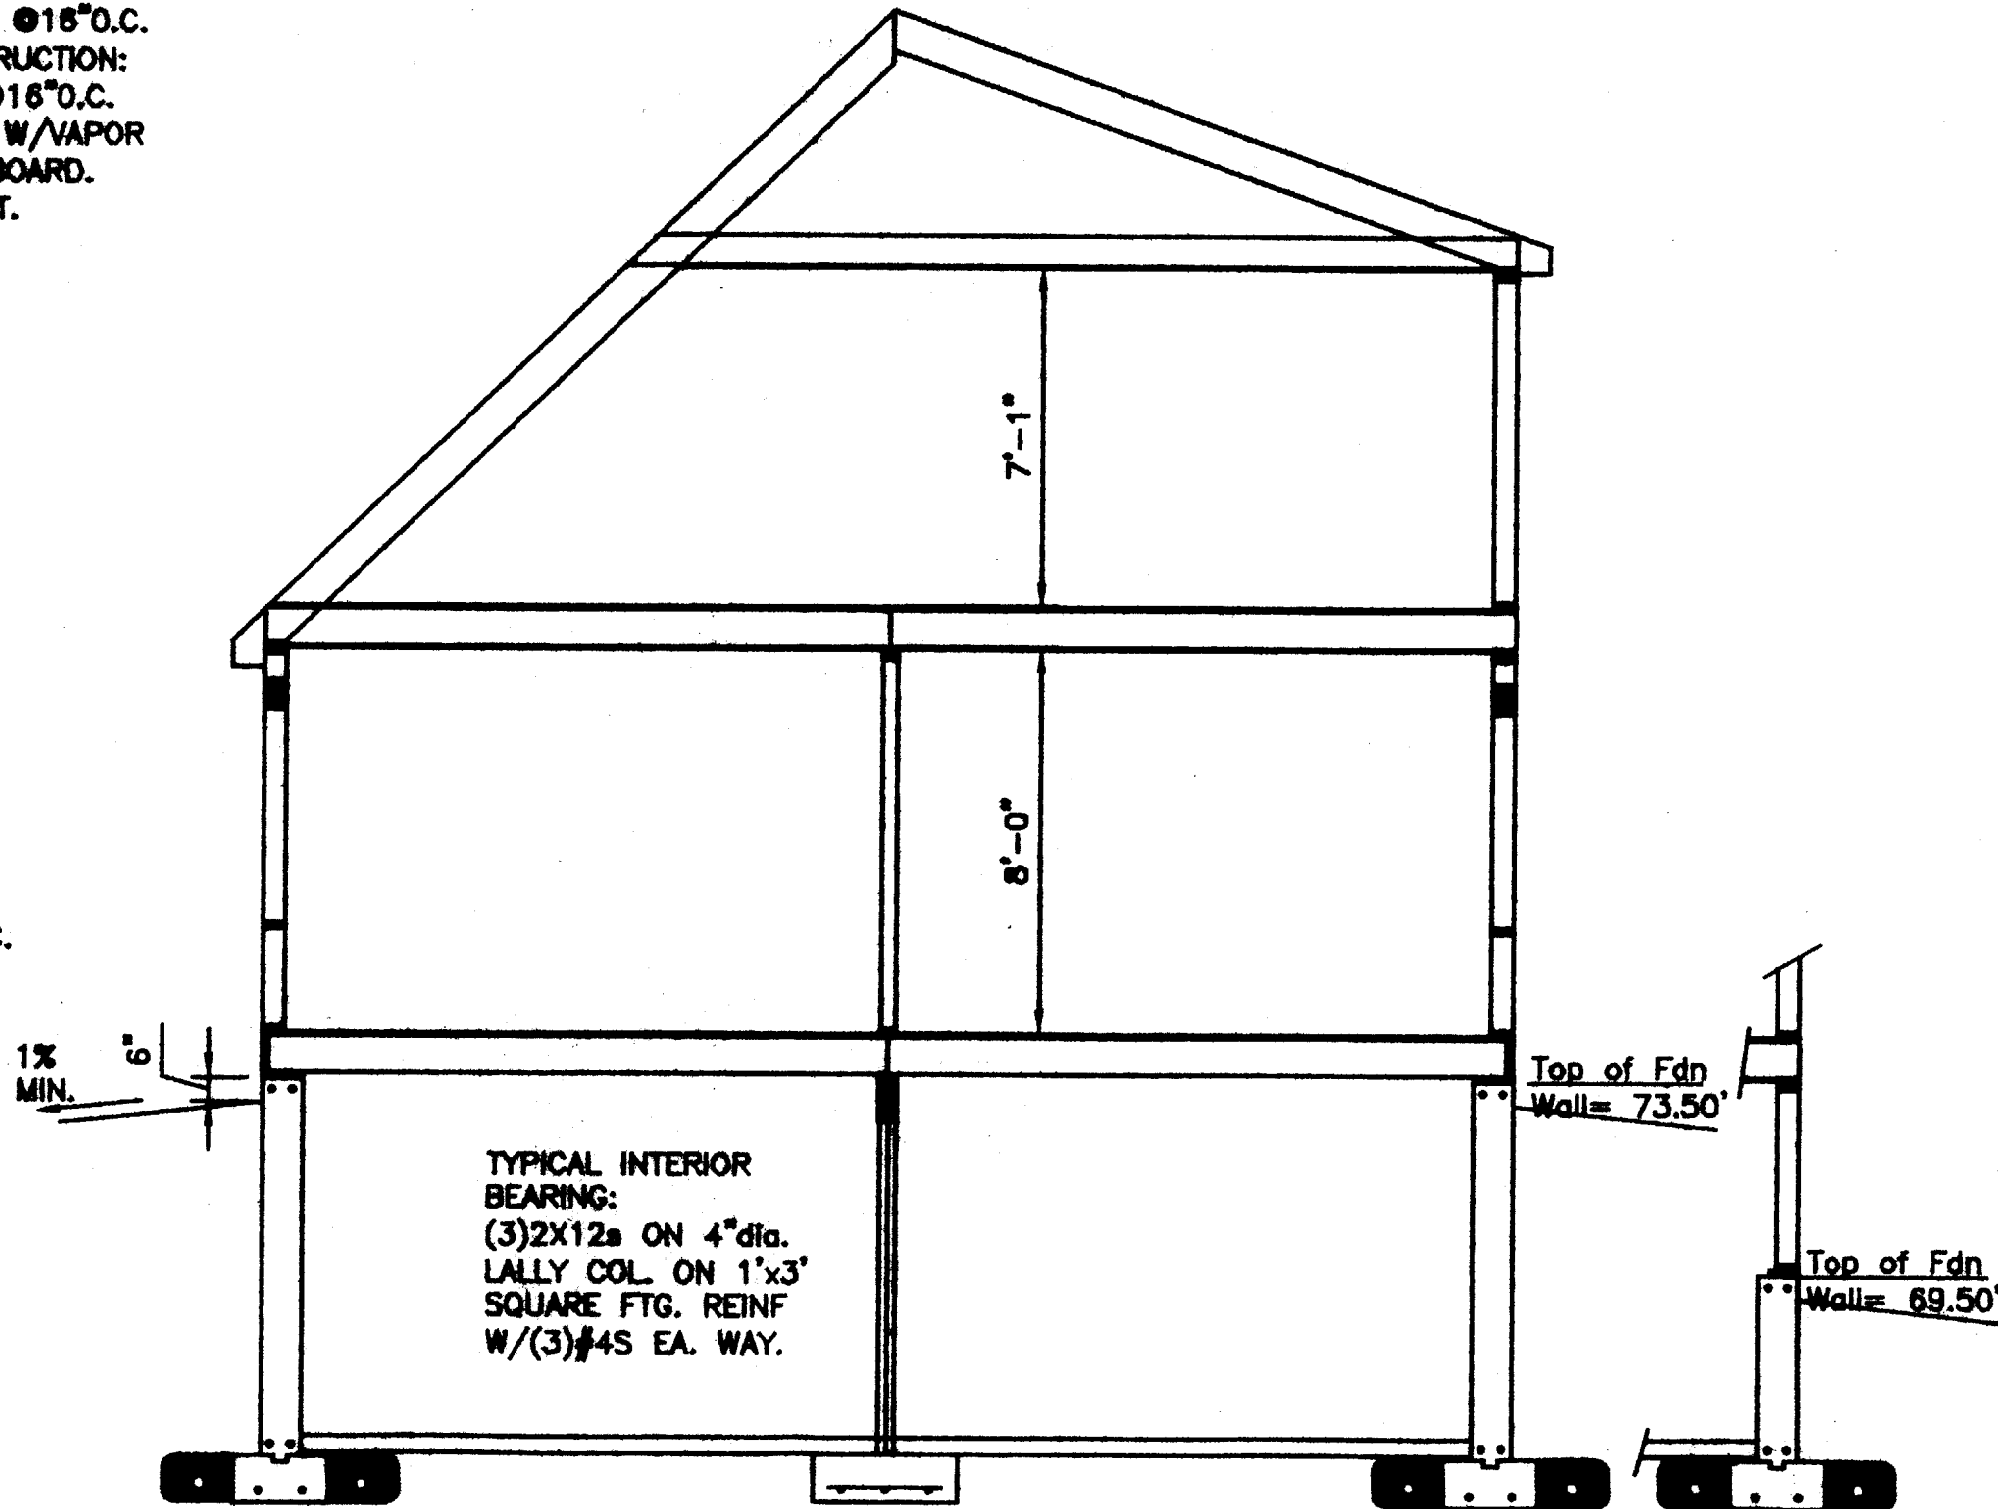 @16"O.C.
RUCTION:
@16"O.C.
W/VAPOR
BOARD.
T.
7'-1"
8'-0"
C.
1%
MIN.
6"
Top of Fdn
Wall= 73.50'
TYPICAL INTERIOR
BEARING:
(3)2X12s ON 4"dia.
LALLY COL. ON 1'x3'
SQUARE FTG. REINF
W/(3)#4S EA. WAY.
Top of Fdn
Wall= 69.50'